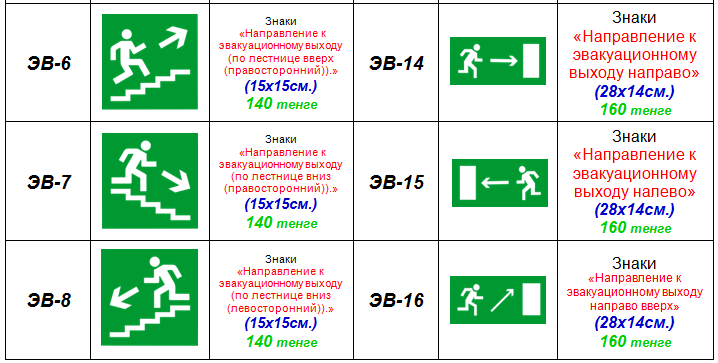 ЭВ-6
Знаки
«Направление к
эвакуационному выходу
(по лестнице вверх
(правосторонний)).»
(15х15см.)
140 тенге
ЭВ-14
Знаки
«Направление к
эвакуационному
выходу направо»
(28х14см.)
160 тенге
ЭВ-7
Знаки
«Направление к
эвакуационному выходу
(по лестнице вниз
(правосторонний)).»
(15х15см.)
140 тенге
ЭВ-15
Знаки
«Направление к
эвакуационному
выходу налево»
(28х14см.)
160 тенге
ЭВ-8
Знаки
«Направление к
эвакуационному выходу
(по лестнице вниз
(левосторонний)).»
(15х15см.)
140 тенге
ЭВ-16
Знаки
«Направление к
эвакуационному выходу
направо вверх»
(28х14см.)
160 тенге